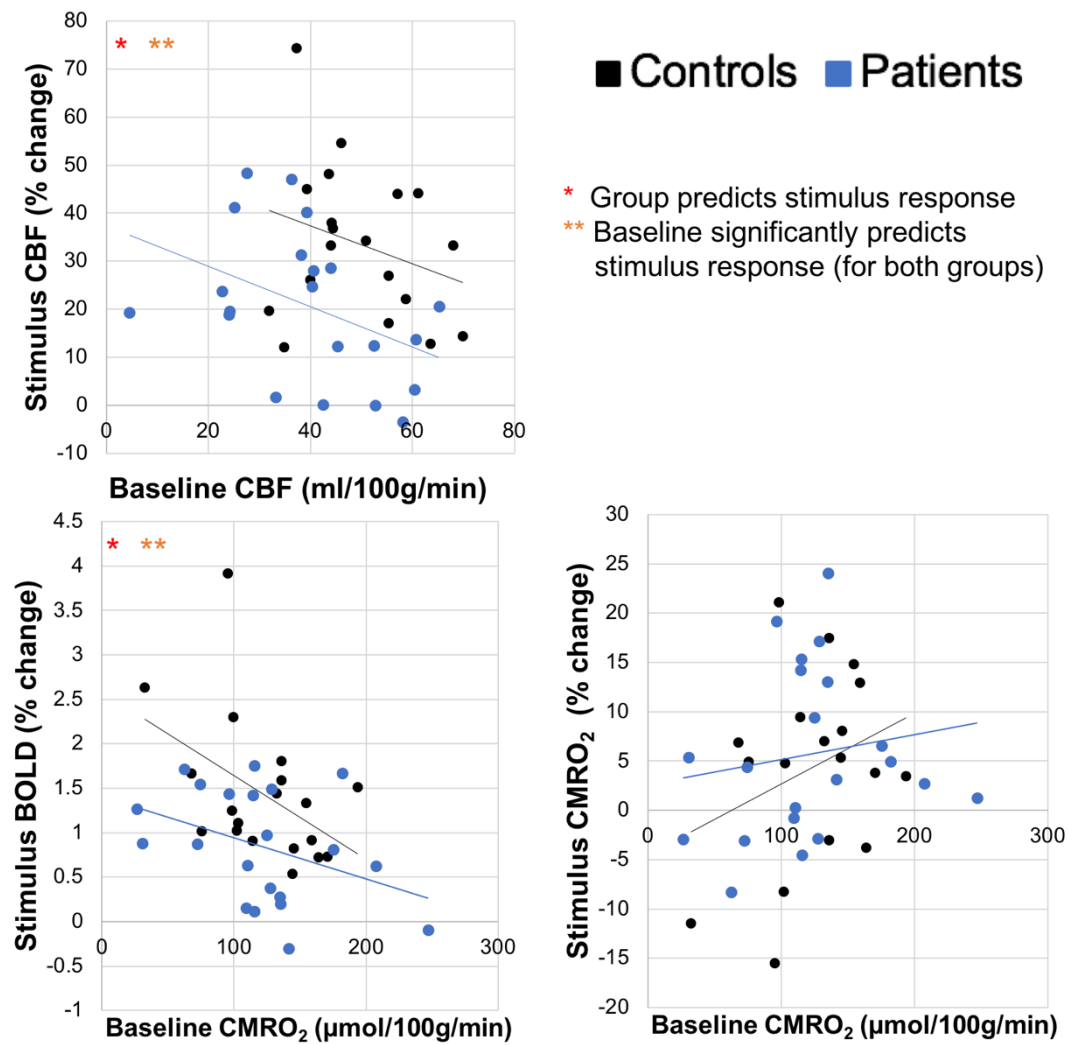 80
70
60
50
40
30
20
10
0
-10
* **
0 20 40 60 80
Stimulus CBF (% change)
Baseline CBF (ml/100g/min)
Controls Patients
* Group predicts stimulus response
** Baseline significantly predicts
stimulus response (for both groups)
4.5
4
3.5
3
2.5
2
1.5
1
0.5
0
-0.5
-1
* **
0 100 200 300
Stimulus BOLD (% change)
Baseline CMRO₂ (μmol/100g/min)
30
25
20
15
10
5
0
-5
-10
-15
-20
0 100 200 300
Stimulus CMRO₂ (% change)
Baseline CMRO₂ (μmol/100g/min)